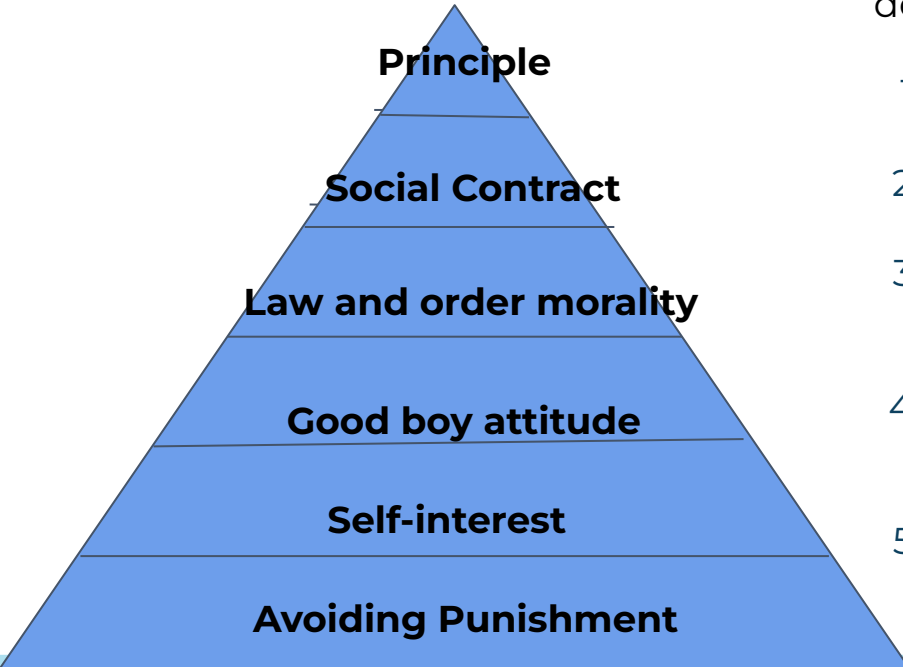 Principle
Social Contract
Law and order morality
Good boy attitude
Self-interest
Avoiding Punishment